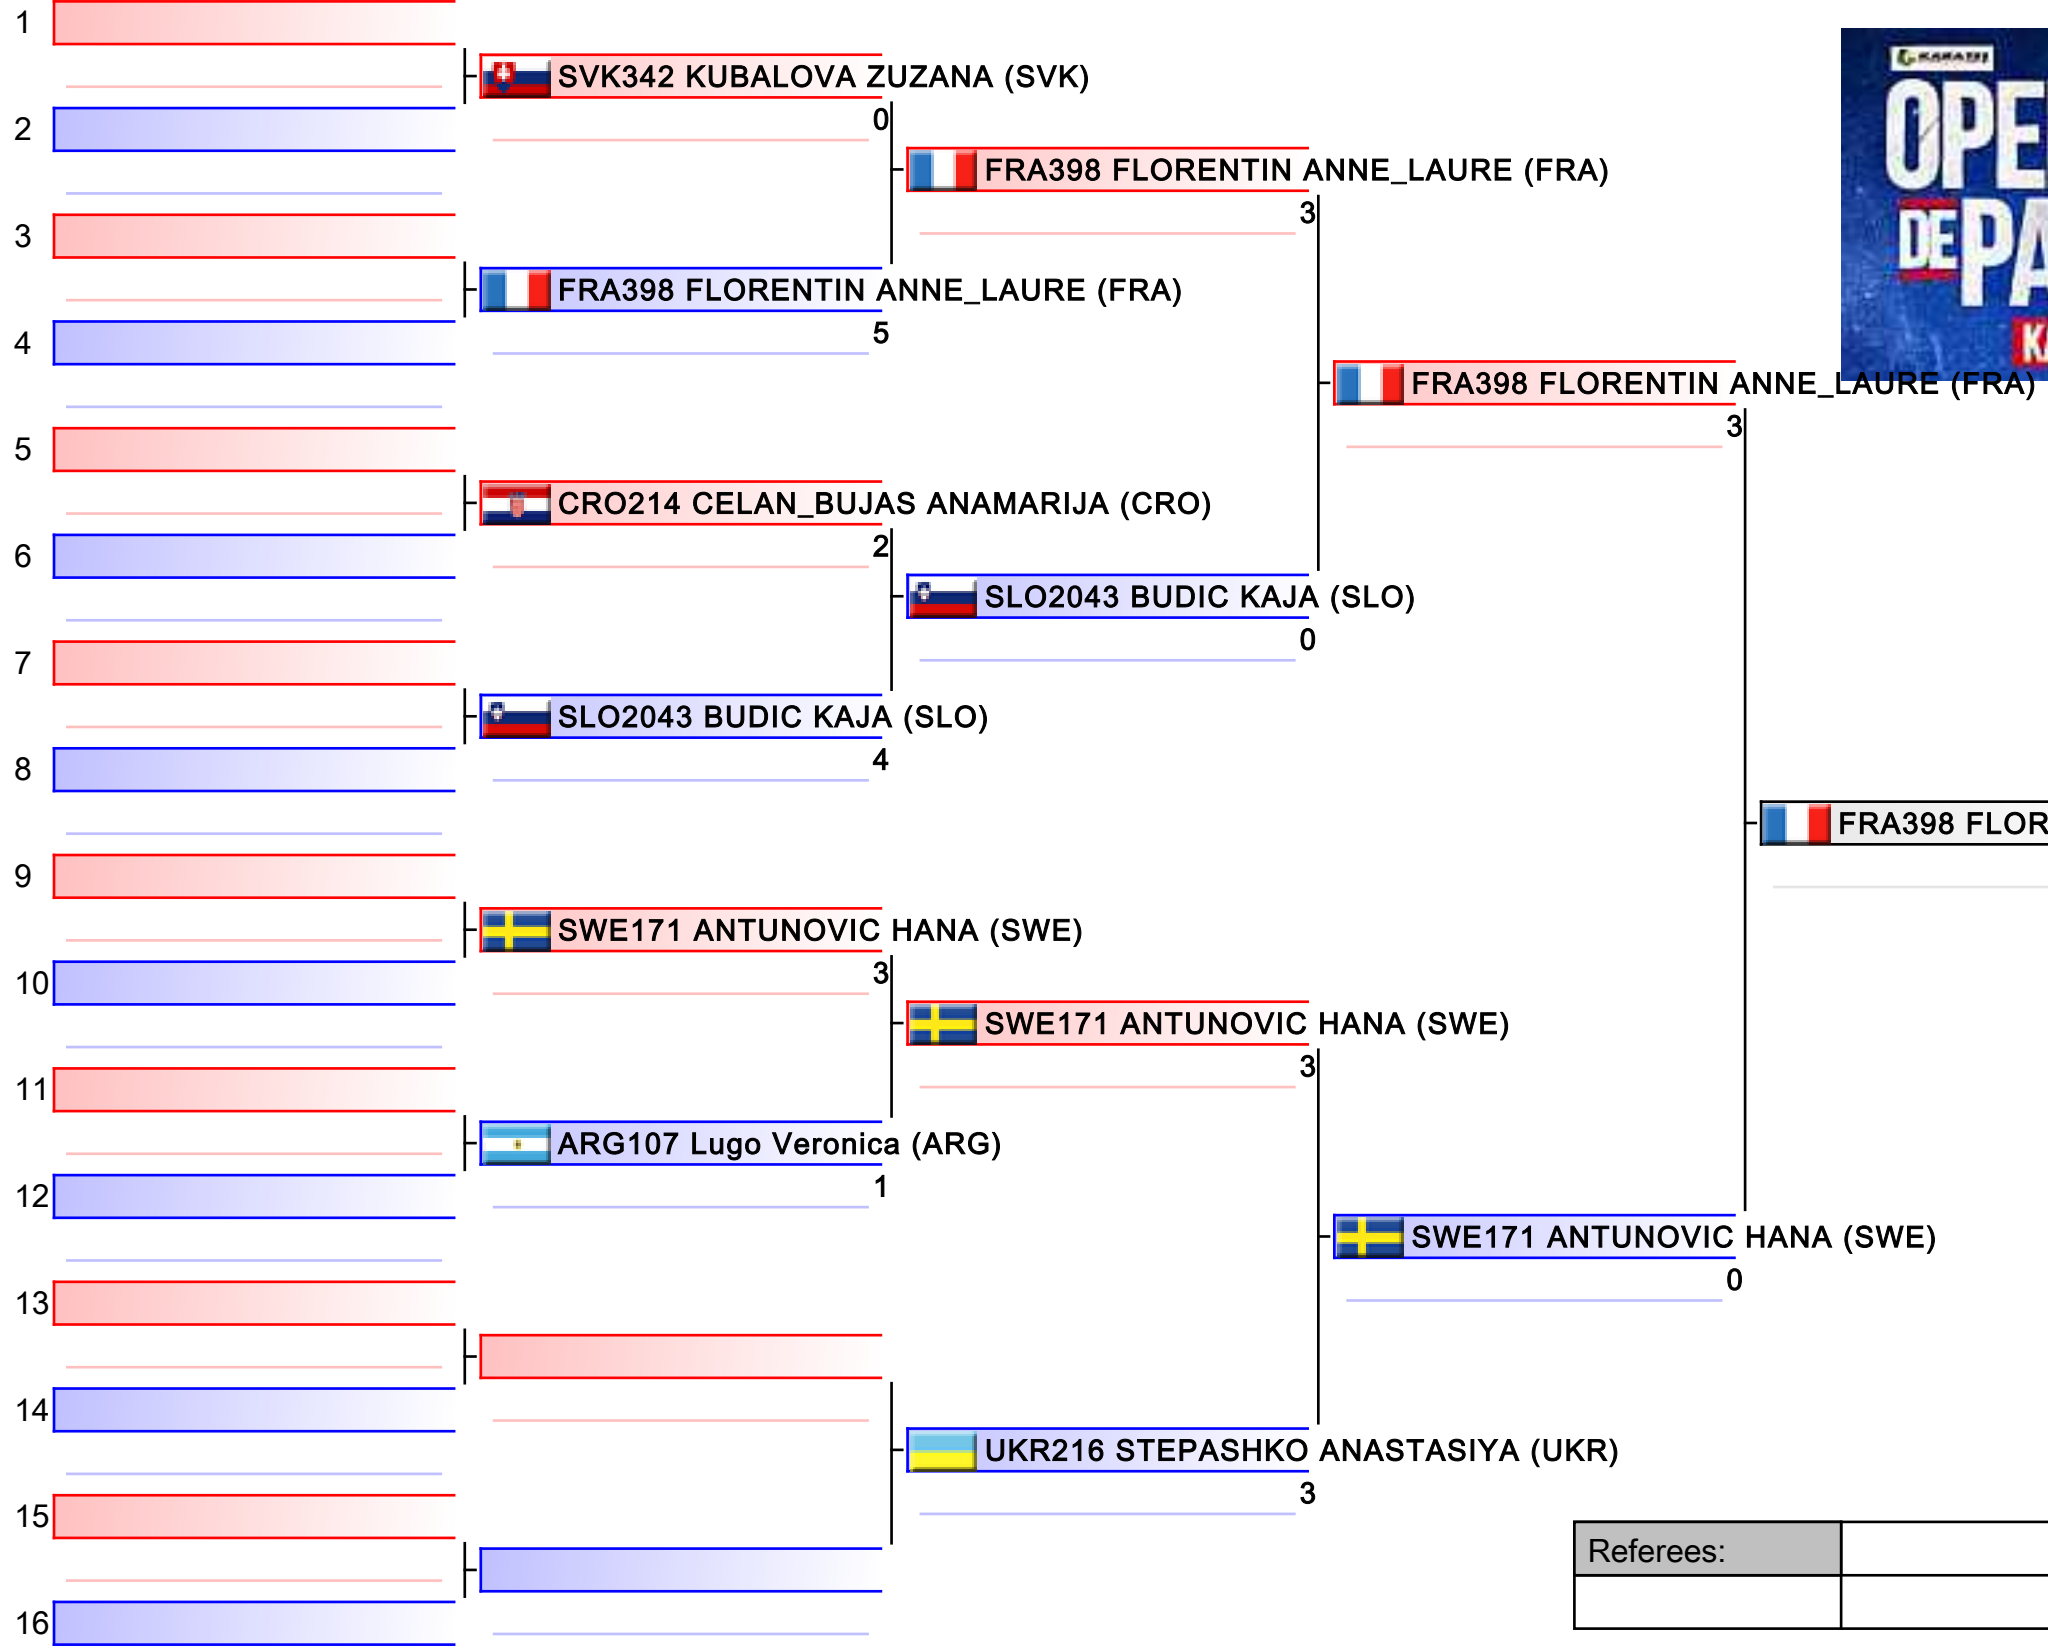 1
SVK342 KUBALOVA ZUZANA (SVK)
0
2
FRA398 FLORENTIN ANNE_LAURE (FRA)
3
3
FRA398 FLORENTIN ANNE_LAURE (FRA)
5
4
FRA398 FLORENTIN ANNE_LAURE (FRA)
3
5
CRO214 CELAN_BUJAS ANAMARIJA (CRO)
2
6
SLO2043 BUDIC KAJA (SLO)
0
7
SLO2043 BUDIC KAJA (SLO)
4
8
FRA398 FLOR
9
SWE171 ANTUNOVIC HANA (SWE)
3
10
SWE171 ANTUNOVIC HANA (SWE)
3
11
ARG107 Lugo Veronica (ARG)
1
12
SWE171 ANTUNOVIC HANA (SWE)
0
13
14
UKR216 STEPASHKO ANASTASIYA (UKR)
3
15
16
Referees:
OPE
DE PA
KA